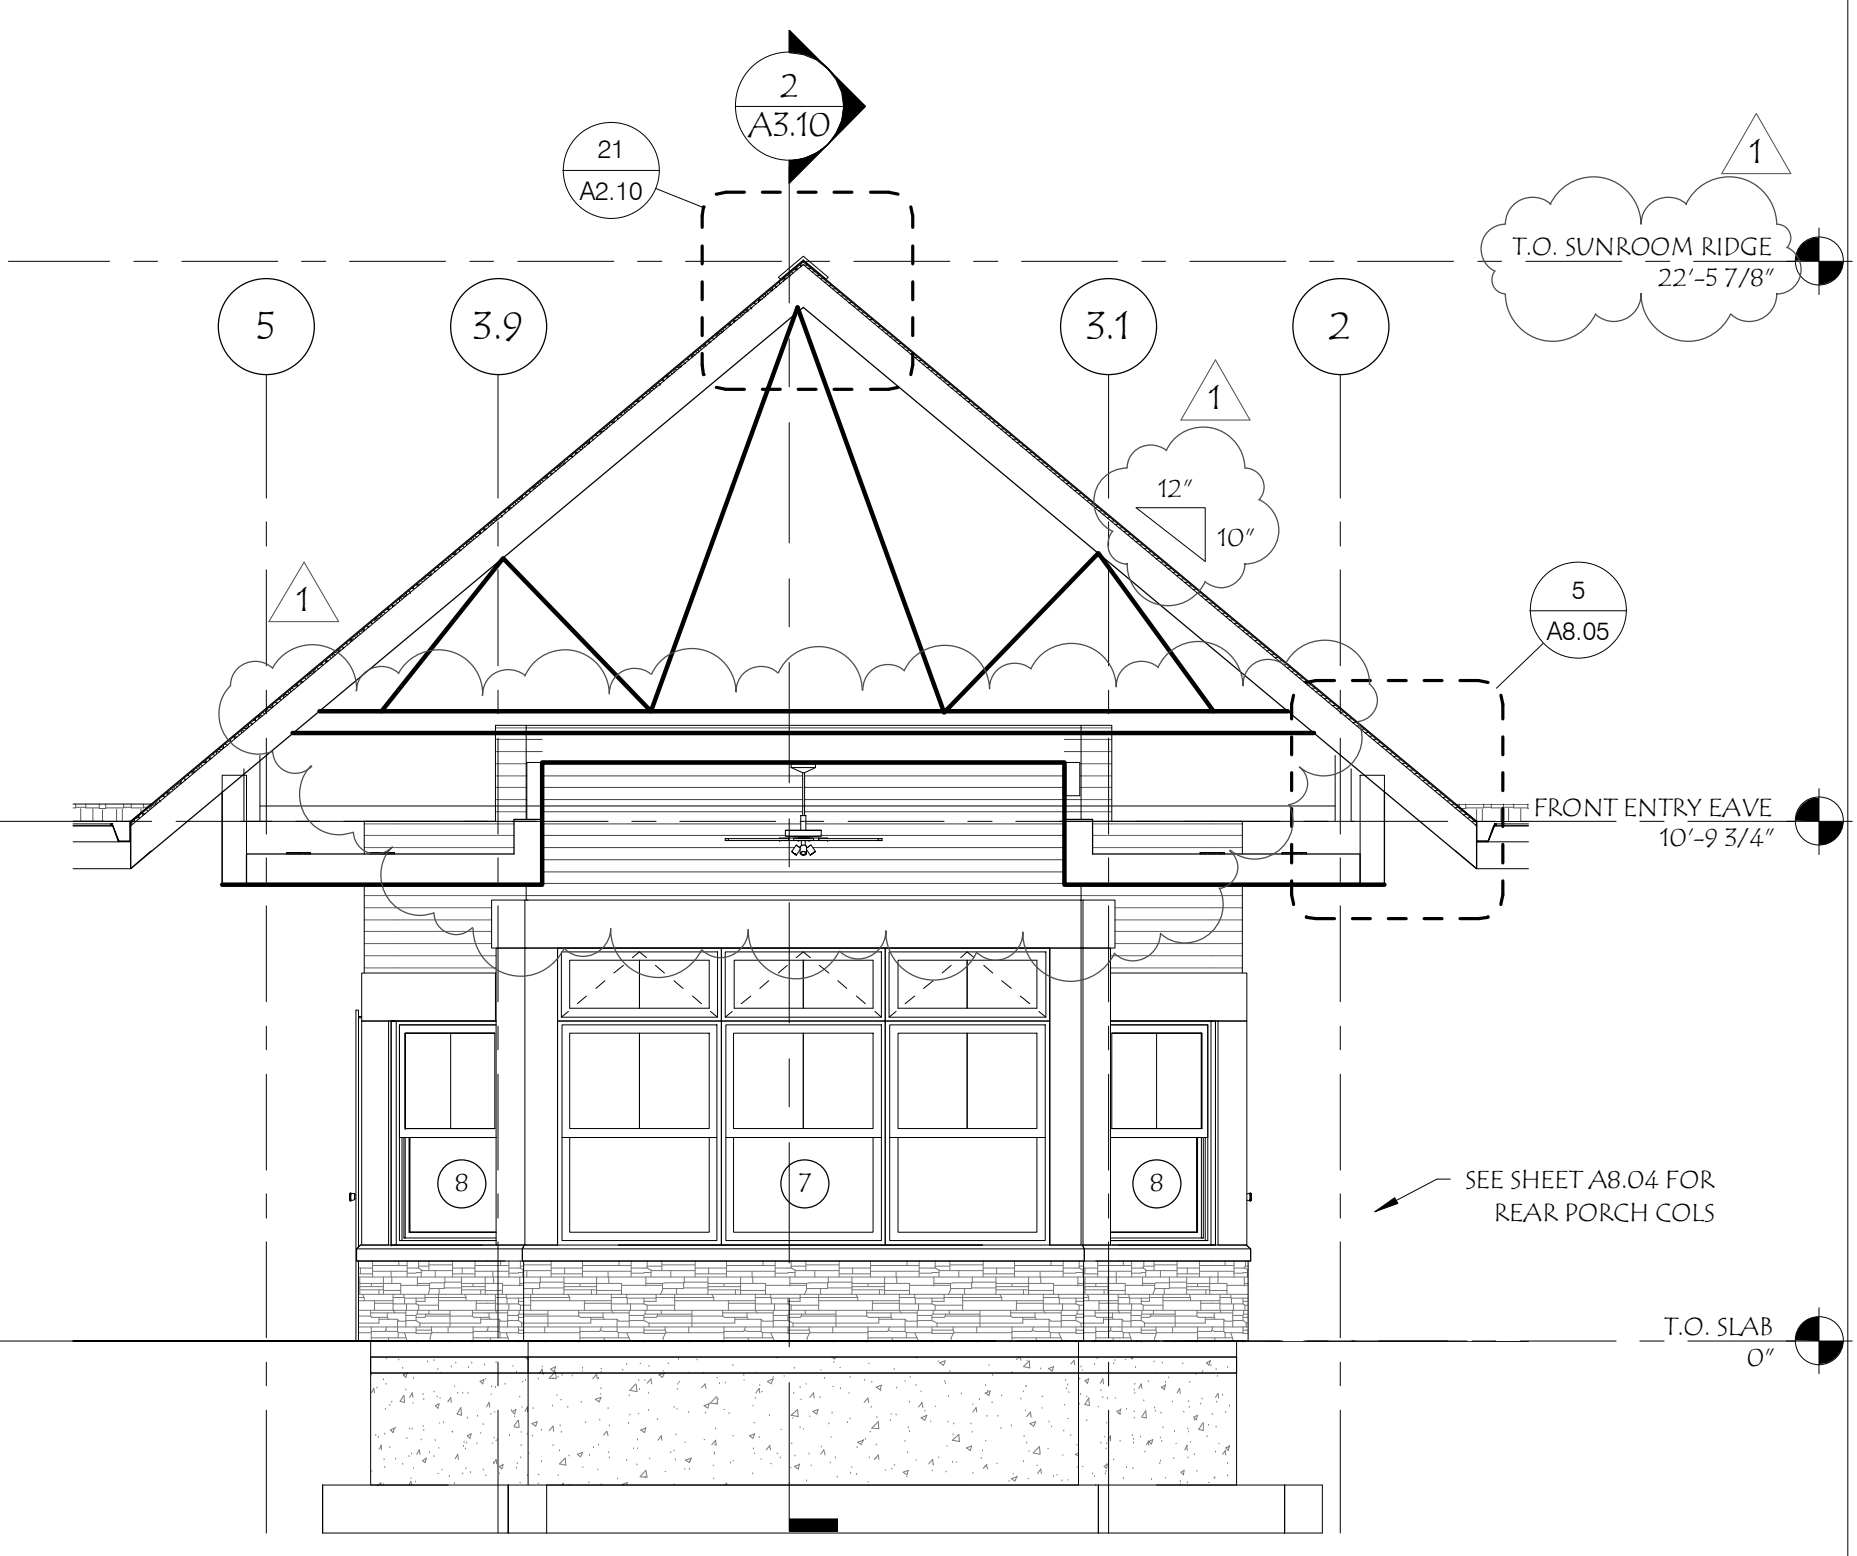 2
A3.10
21
A2.10
1
T.O. SUNROOM RIDGE
22'-5 7/8"
5
3.9
3.1
2
1
12"
10"
1
5
A8.05
FRONT ENTRY EAVE
10'-9 3/4"
8
7
8
SEE SHEET A8.04 FOR
REAR PORCH COLS
T.O. SLAB
0"